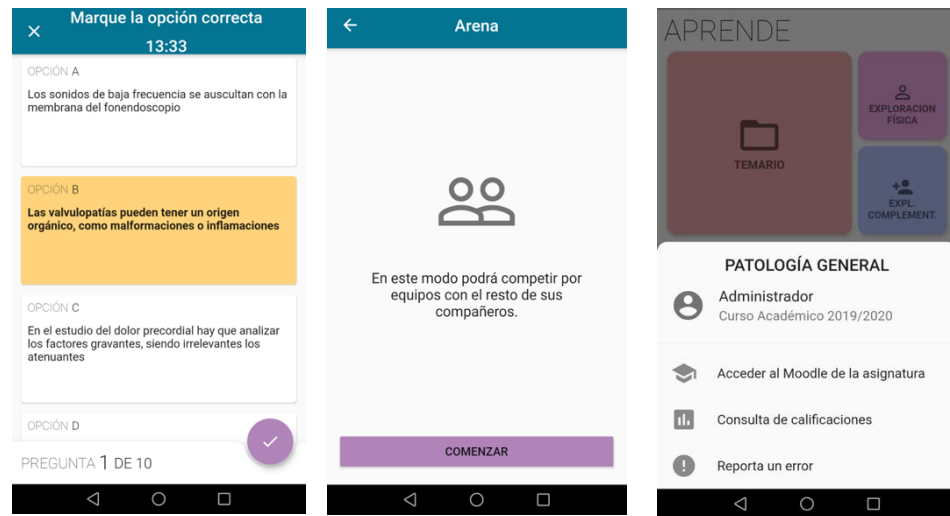 Marque la opción correcta
13:33
OPCIÓN A
Los sonidos de baja frecuencia se auscultan con la
membrana del fonendoscopio
OPCIÓN B
Las valvulopatías pueden tener un origen
orgánico, como malformaciones o inflamaciones
OPCIÓN C
En el estudio del dolor precordial hay que analizar
los factores gravantes, siendo irrelevantes los
atenuantes
OPCIÓN D
PREGUNTA 1 DE 10
Arena
En este modo podrá competir por
equipos con el resto de sus
compañeros.
COMENZAR
APRENDE
TEMARIO
EXPLORACION
FÍSICA
EXPL.
COMPLEMENT.
PATOLOGÍA GENERAL
Administrador
Curso Académico 2019/2020
Acceder al Moodle de la asignatura
Consulta de calificaciones
Reporta un error